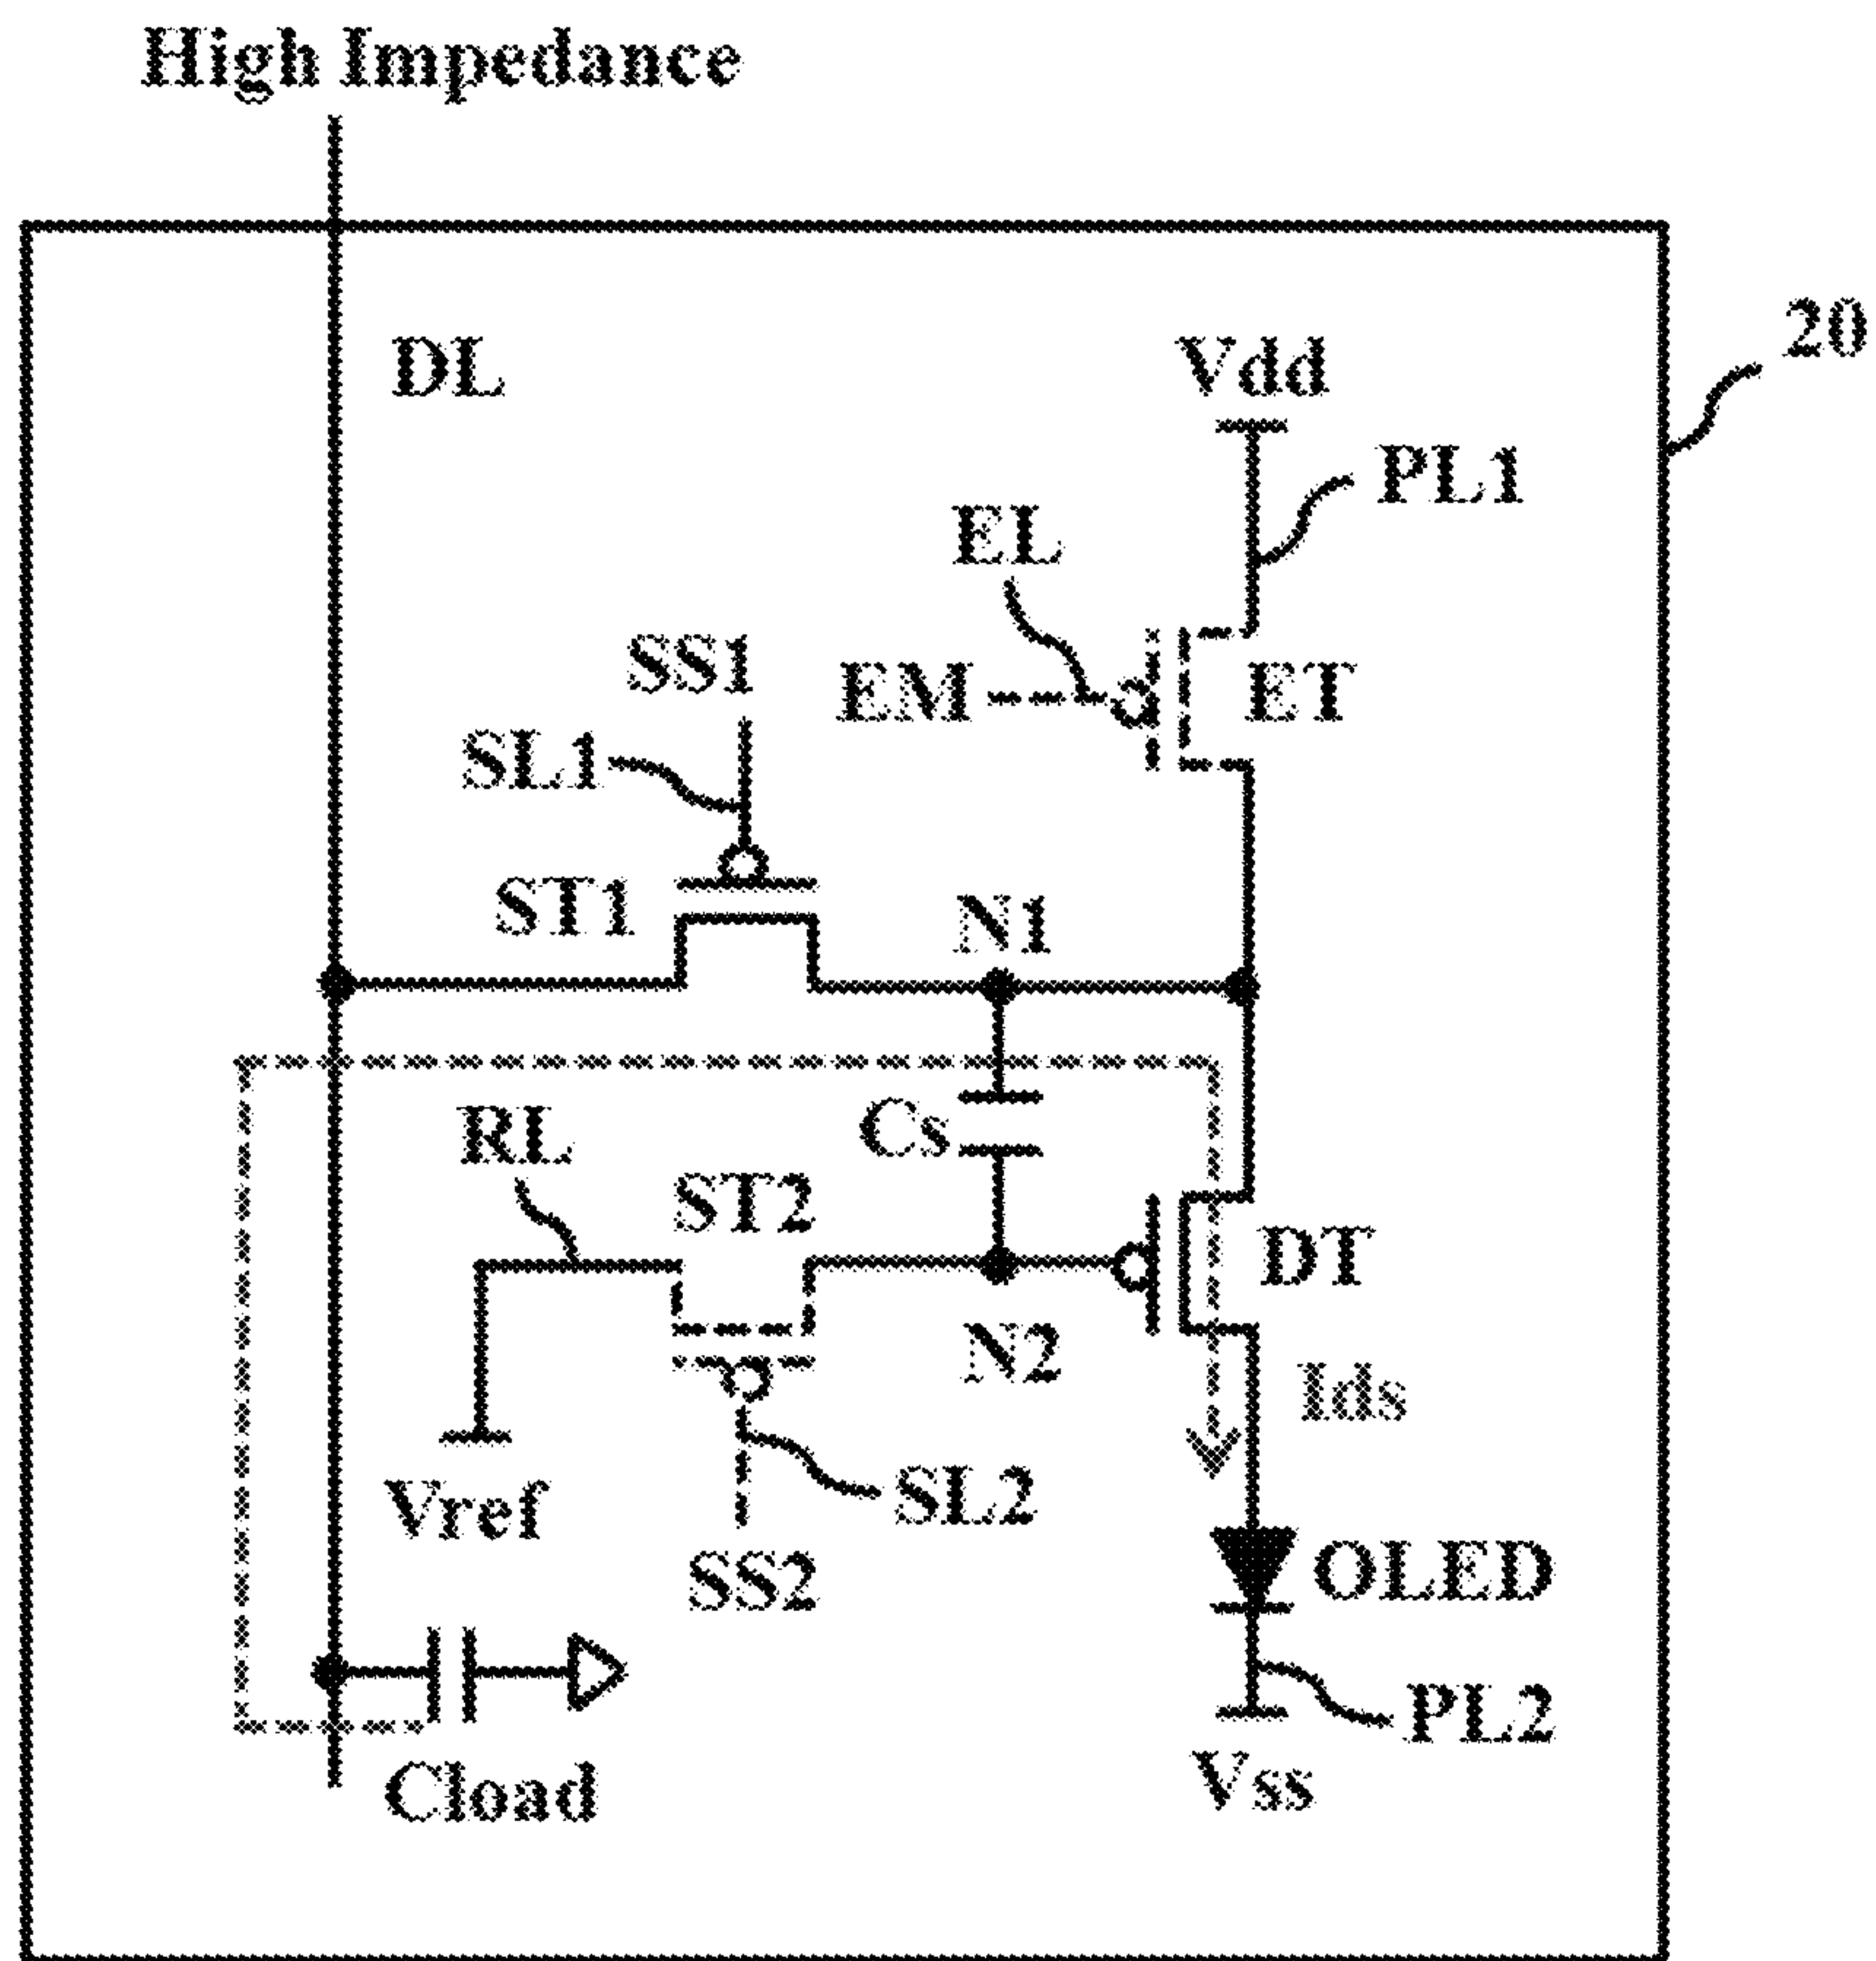 High Impedance
20
DL
Vdd
PL1
EL
SS1
EM
ET
SL1
ST1
N1
RL
Cs
ST2
DT
N2
Ids
Vref
SL2
SS2
OLED
PL2
Cload
Vss